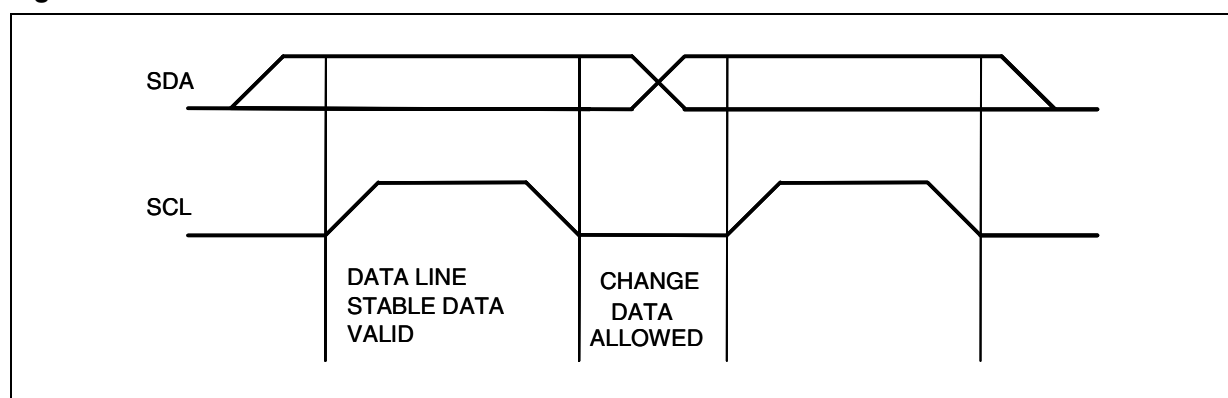 SDA
SCL
DATA LINE
STABLE DATA
VALID
CHANGE
DATA
ALLOWED